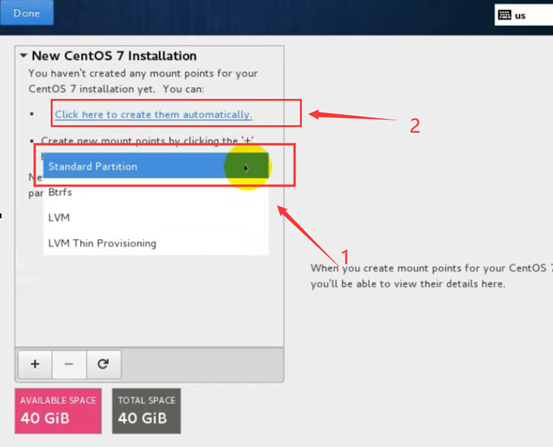 Done
us
New CentOS 7 Installation
You haven't created any mount points for your
CentOS 7 installation yet. You can:
• Click here to create them automatically.
2
• Create new mount points by clicking the '+'
Standard Partition
Ne
par
Btrfs
LVM
LVM Thin Provisioning
1
When you create mount points for your CentOS 7
you'll be able to view their details here.
+ −
AVAILABLE SPACE
40 GiB
TOTAL SPACE
40 GiB